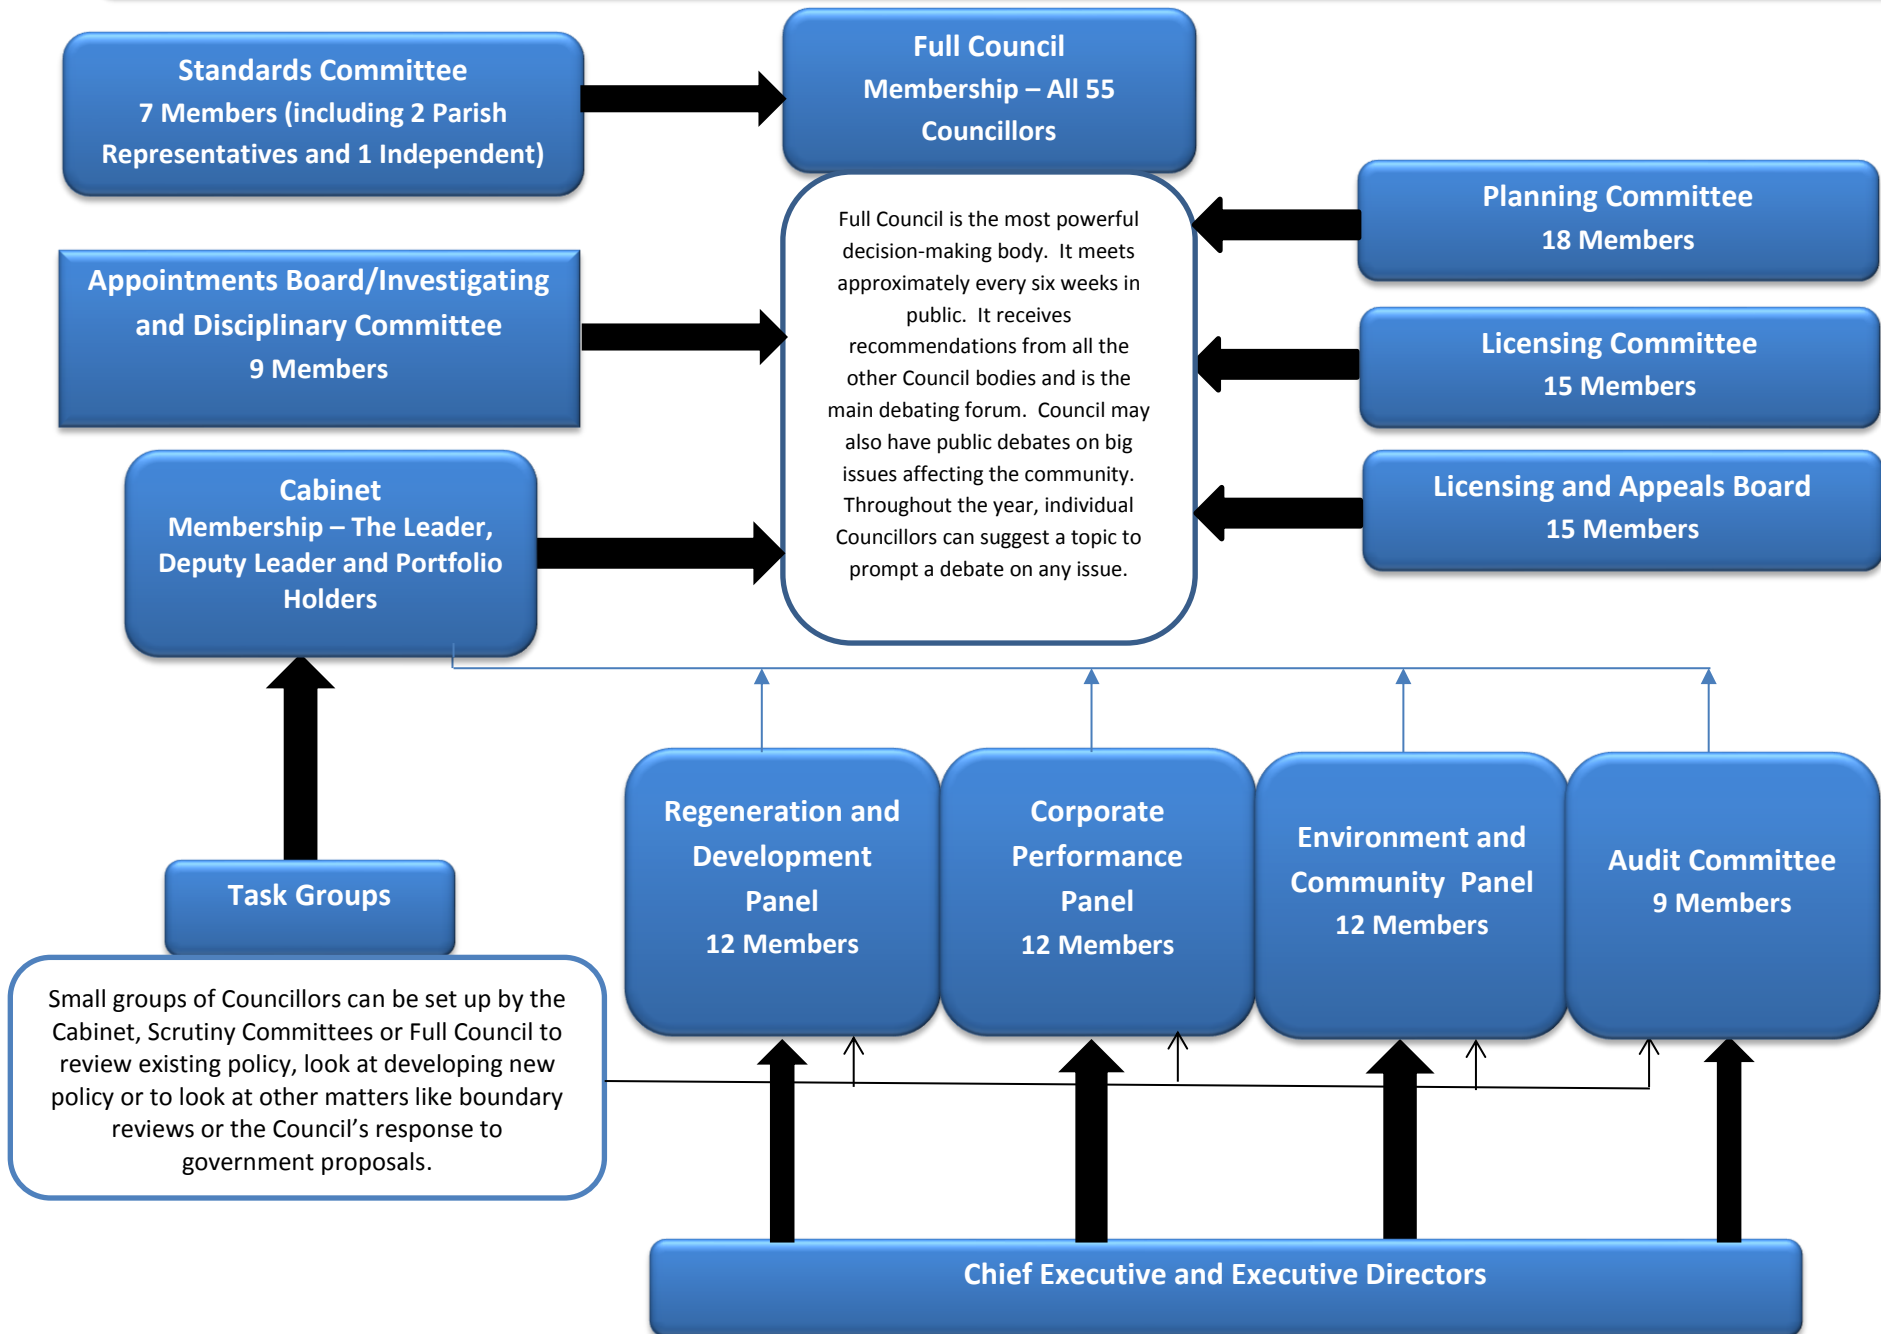 Standards Committee
7 Members (including 2 Parish
Representatives and 1 Independent)
Full Council
Membership – All 55
Councillors
Full Council is the most powerful
decision-making body.  It meets
approximately every six weeks in
public.  It receives
recommendations from all the
other Council bodies and is the
main debating forum.  Council may
also have public debates on big
issues affecting the community.
Throughout the year, individual
Councillors can suggest a topic to
prompt a debate on any issue.
Planning Committee
18 Members
Appointments Board/Investigating
and Disciplinary Committee
9 Members
Licensing Committee
15 Members
Licensing and Appeals Board
15 Members
Cabinet
Membership – The Leader,
Deputy Leader and Portfolio
Holders
Regeneration and
Development
Panel
12 Members
Corporate
Performance
Panel
12 Members
Environment and
Community  Panel
12 Members
Audit Committee
9 Members
Task Groups
Small groups of Councillors can be set up by the
Cabinet, Scrutiny Committees or Full Council to
review existing policy, look at developing new
policy or to look at other matters like boundary
reviews or the Council’s response to
government proposals.
Chief Executive and Executive Directors